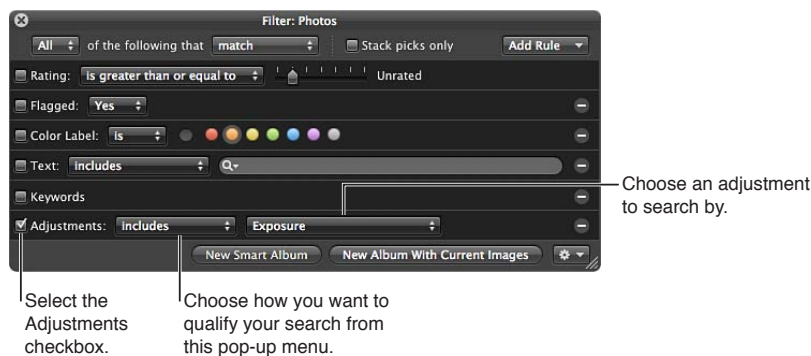 Filter: Photos
All of the following that match Stack picks only Add Rule
Rating: is greater than or equal to Unrated
Flagged: Yes
Color Label: is
Text: includes
Keywords
Adjustments: includes Exposure
New Smart Album New Album With Current Images
Choose an adjustment
to search by.
Select the
Adjustments
checkbox.
Choose how you want to
qualify your search from
this pop-up menu.